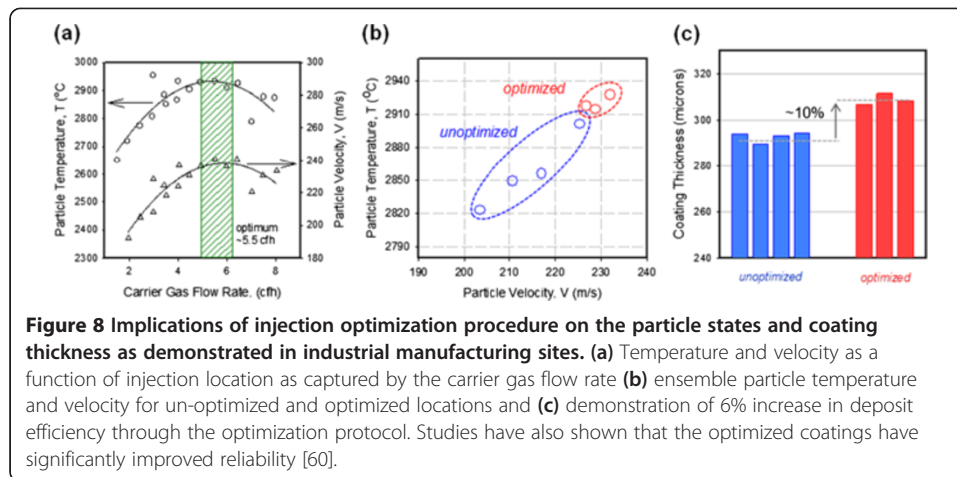 (a)
(b)
(c)
3000
2900
2800
2700
2600
2500
2400
2300
300
280
260
240
220
200
180
Particle Temperature, T (°C
Particle Velocity, V (m/s)
optimum
~5.5 cfh
0 2 4 6 8
Carrier Gas Flow Rate, (cfh)
2940
2910
2880
2850
2820
2790
Particle Temperature, T (°C)
optimized
unoptimized
190 200 210 220 230 240
Particle Velocity, V (m/s)
320
300
280
260
240
Coating Thickness (microns)
~10%
unoptimized
optimized
Figure 8 Implications of injection optimization procedure on the particle states and coating
thickness as demonstrated in industrial manufacturing sites. (a) Temperature and velocity as a
function of injection location as captured by the carrier gas flow rate (b) ensemble particle temperature
and velocity for un-optimized and optimized locations and (c) demonstration of 6% increase in deposit
efficiency through the optimization protocol. Studies have also shown that the optimized coatings have
significantly improved reliability [60].